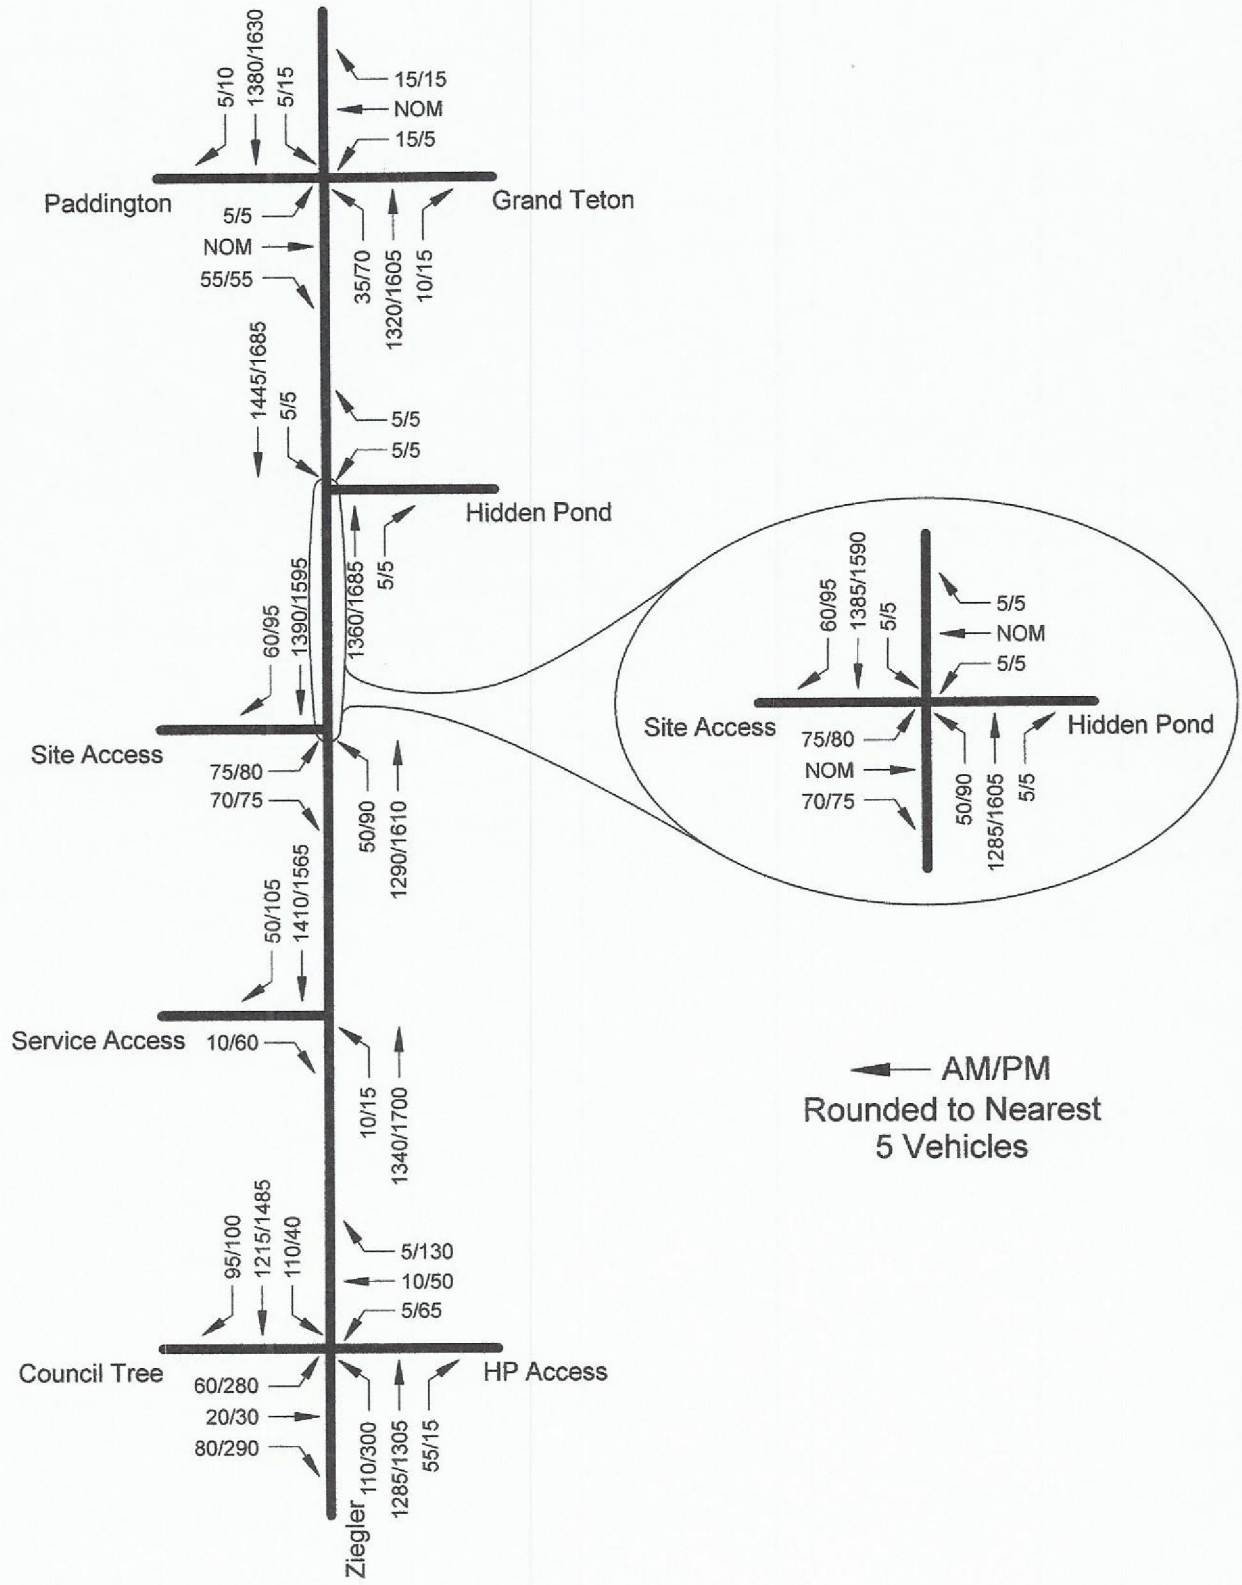 5/10
1380/1630
5/15
15/15
NOM
15/5
Paddington
Grand Teton
5/5
NOM
55/55
35/70
1320/1605
10/15
1445/1685
5/5
5/5
5/5
Hidden Pond
60/95
1390/1595
1360/1685
5/5
Site Access
75/80
70/75
50/90
1290/1610
60/95
1385/1590
5/5
5/5
NOM
5/5
Site Access
Hidden Pond
75/80
NOM
70/75
50/90
1285/1605
5/5
50/105
1410/1565
Service Access
10/60
10/15
1340/1700
AM/PM
Rounded to Nearest
5 Vehicles
95/100
1215/1485
110/40
5/130
10/50
5/65
Council Tree
HP Access
60/280
20/30
80/290
110/300
1285/1305
55/15
Ziegler